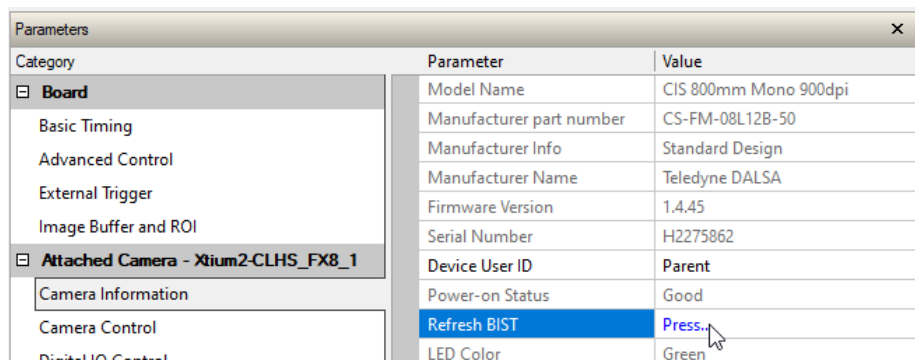 Parameters
Category
Parameter Value
Board
Model Name CIS 800mm Mono 900dpi
Basic Timing
Manufacturer part number CS-FM-08L12B-50
Advanced Control
Manufacturer Info Standard Design
External Trigger
Manufacturer Name Teledyne DALSA
Image Buffer and ROI
Firmware Version 1.4.45
Attached Camera - Xtium2-CLHS_FX8_1
Serial Number H2275862
Device User ID Parent
Camera Information
Power-on Status Good
Camera Control
Refresh BIST Press...
Digital IO Control
LED Color Green